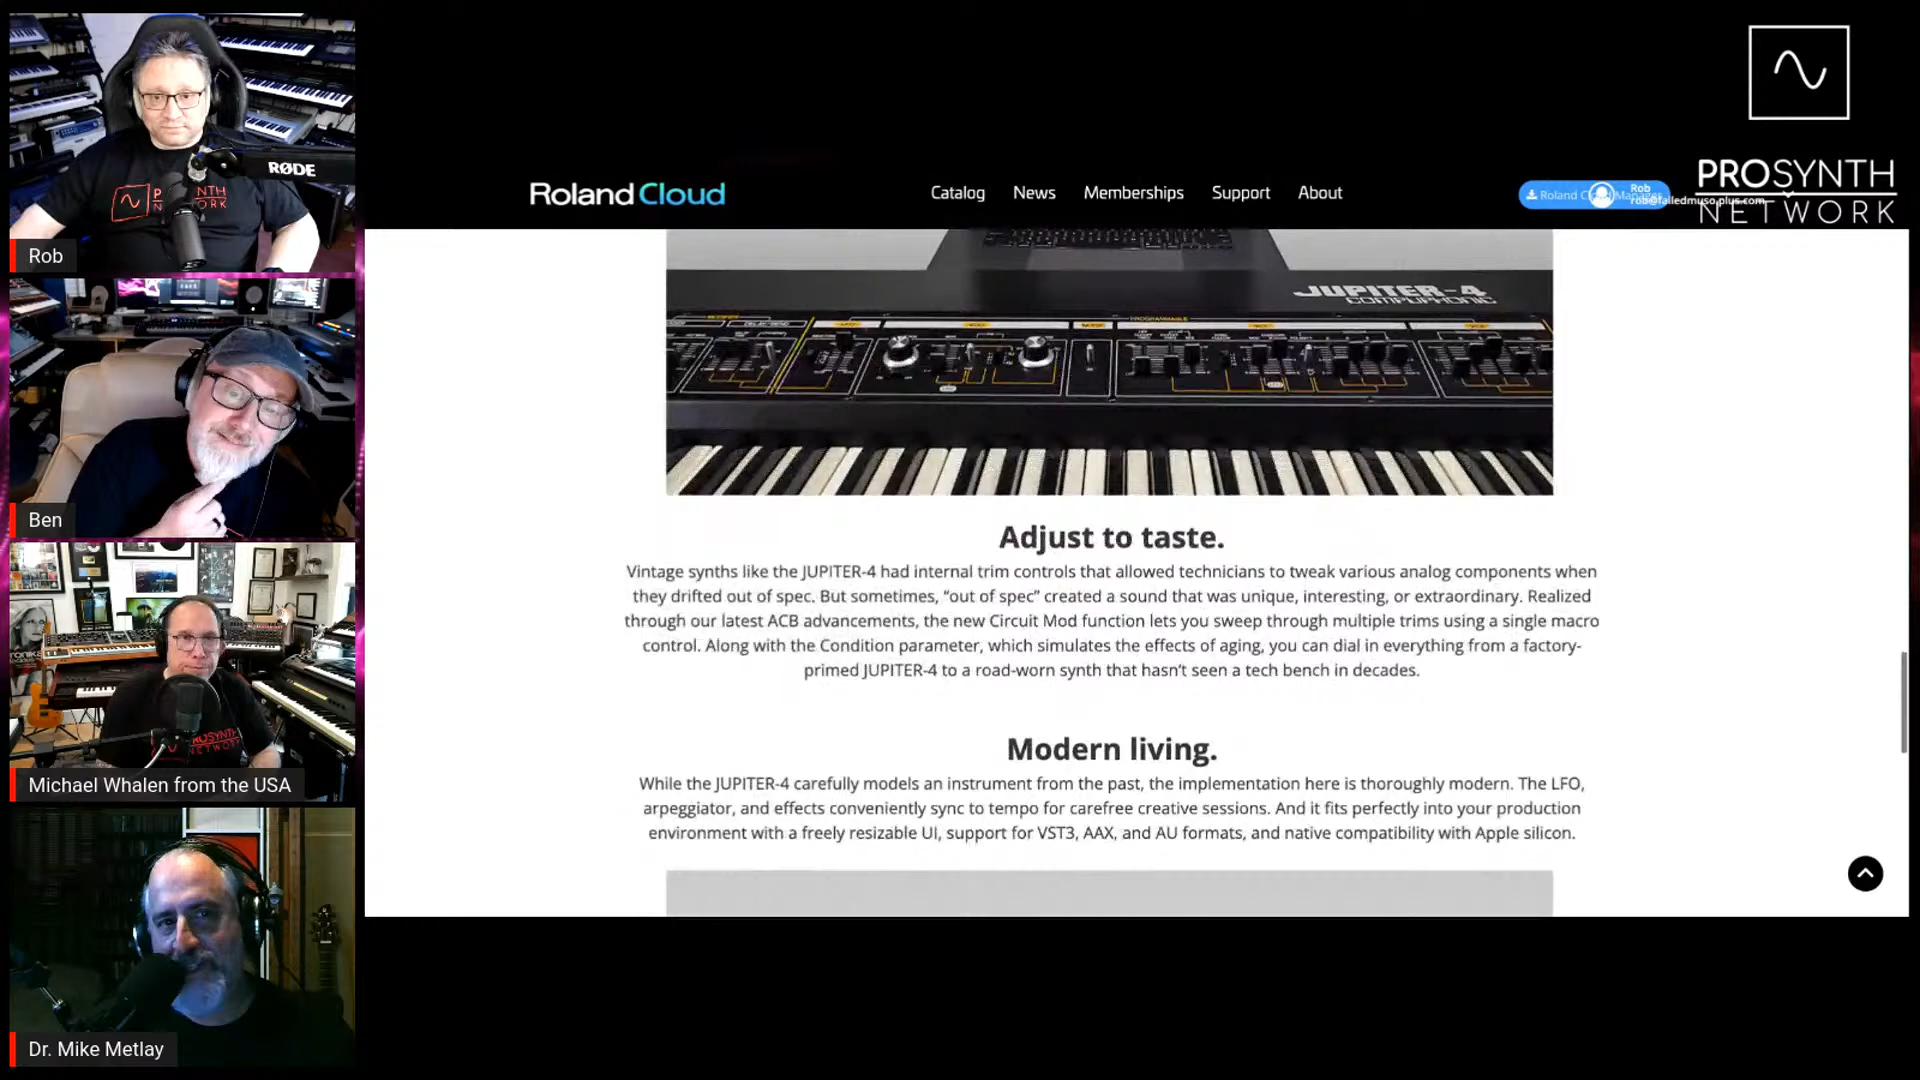 RØDE
Rob
Ben
Michael Whalen from the USA
PROSYNTH
NETWORK
Dr. Mike Metlay
PROSYNTH
NETWORK
Roland Cloud
Catalog
News
Memberships
Support
About
Rob
JUPITER-4
COMPUPHONIC
Adjust to taste.
Vintage synths like the JUPITER-4 had internal trim controls that allowed technicians to tweak various analog components when
they drifted out of spec. But sometimes, “out of spec” created a sound that was unique, interesting, or extraordinary. Realized
through our latest ACB advancements, the new Circuit Mod function lets you sweep through multiple trims using a single macro
control. Along with the Condition parameter, which simulates the effects of aging, you can dial in everything from a factory-
primed JUPITER-4 to a road-worn synth that hasn’t seen a tech bench in decades.
Modern living.
While the JUPITER-4 carefully models an instrument from the past, the implementation here is thoroughly modern. The LFO,
arpeggiator, and effects conveniently sync to tempo for carefree creative sessions. And it fits perfectly into your production
environment with a freely resizable UI, support for VST3, AAX, and AU formats, and native compatibility with Apple silicon.